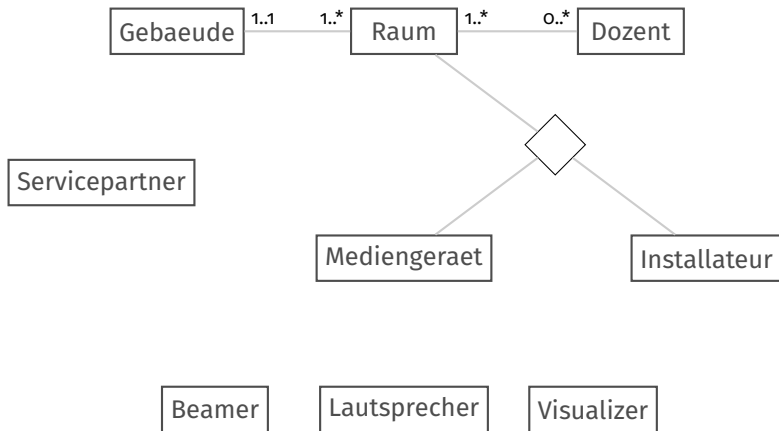 Gebaeude 1..1 1..* Raum 1..* 0..* Dozent
Servicepartner
Mediengeraet Installateur
Beamer Lautsprecher Visualizer